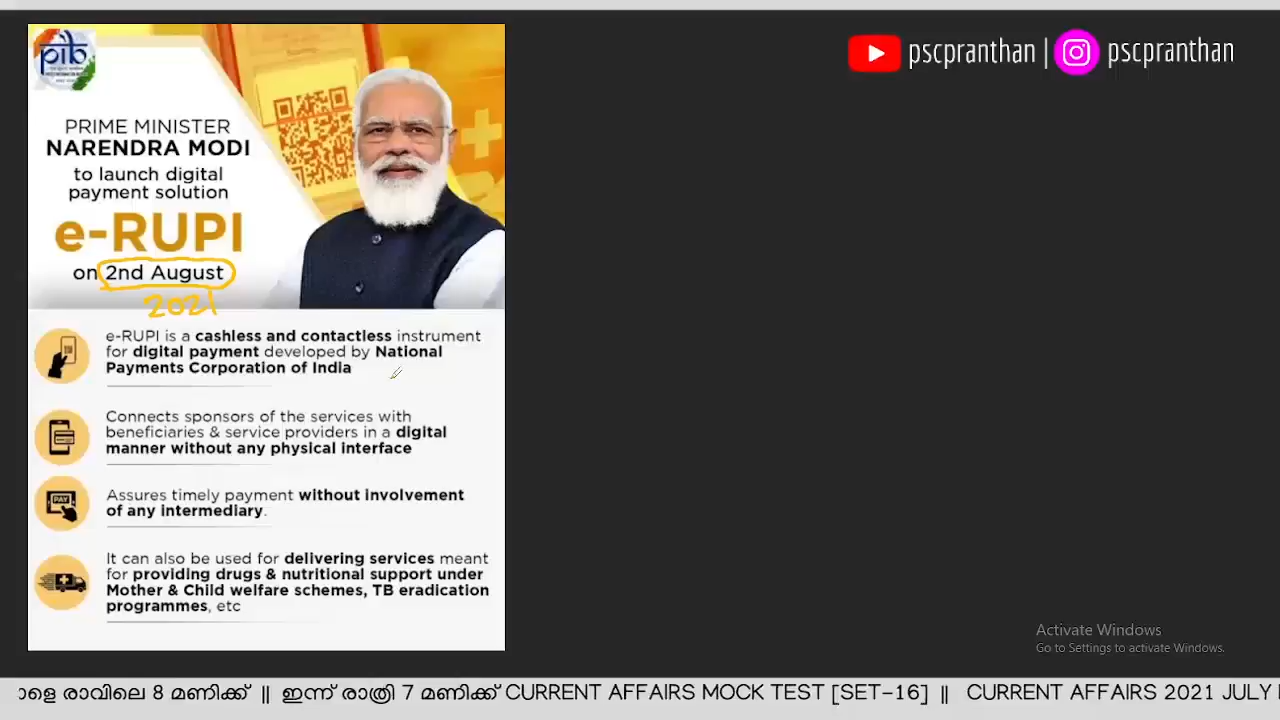 pib
pscpranthan | pscpranthan
PRIME MINISTER
NARENDRA MODI
to launch digital
payment solution
e-RUPI
on 2nd August
2021
e-RUPI is a cashless and contactless instrument
for digital payment developed by National
Payments Corporation of India
Connects sponsors of the services with
beneficiaries & service providers in a digital
manner without any physical interface
PAY
Assures timely payment without involvement
of any intermediary.
It can also be used for delivering services meant
for providing drugs & nutritional support under
Mother & Child welfare schemes, TB eradication
programmes, etc
Activate Windows
Go to Settings to activate Windows.
രാവിലെ 8 മണിക്ക് || ഇന്ന് രാത്രി 7 മണിക്ക് CURRENT AFFAIRS MOCK TEST [SET-16] || CURRENT AFFAIRS 2021 JULY